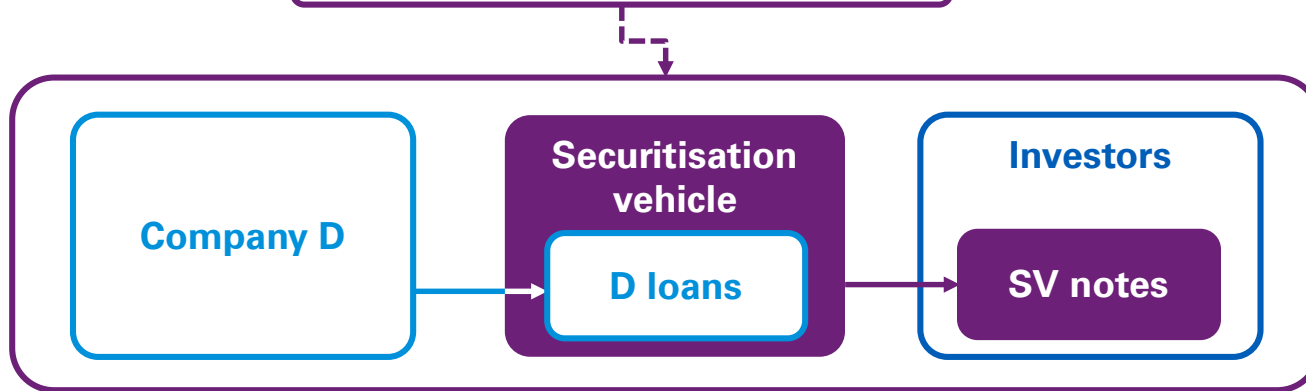 Company D
Securitisation
vehicle
D loans
Investors
SV notes